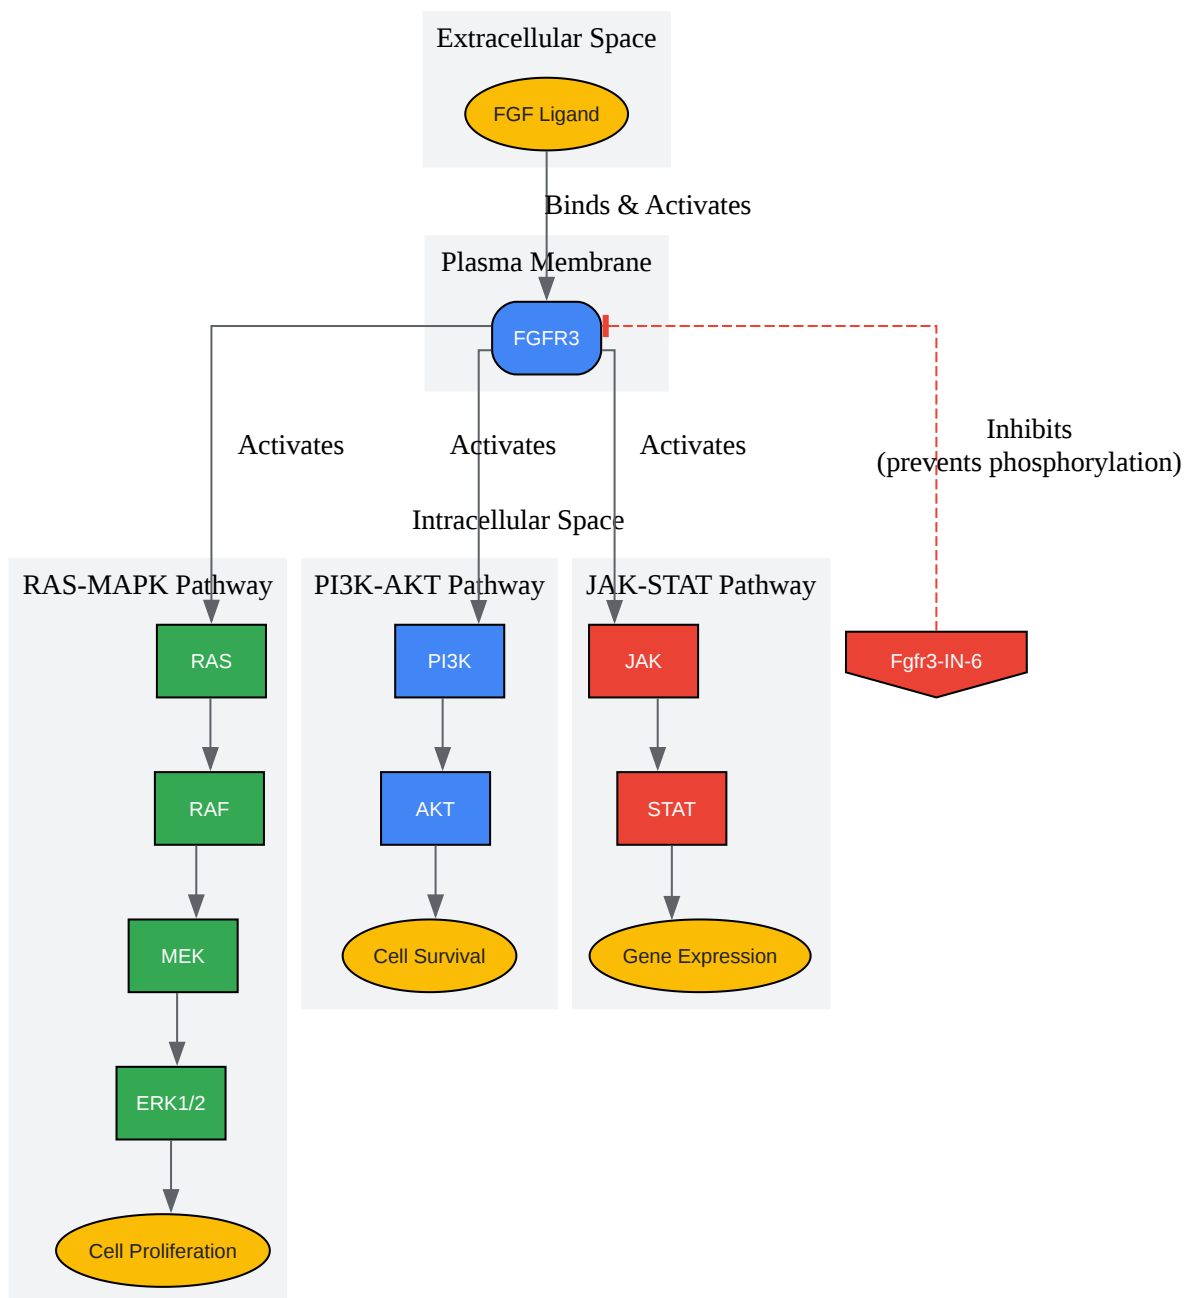 Extracellular Space
FGF Ligand
Binds & Activates
Plasma Membrane
FGFR3
Activates
Activates
Activates
Inhibits
(prevents phosphorylation)
Intracellular Space
RAS-MAPK Pathway
PI3K-AKT Pathway
JAK-STAT Pathway
RAS
PI3K
JAK
Fgfr3-IN-6
RAF
AKT
STAT
MEK
Cell Survival
Gene Expression
ERK1/2
Cell Proliferation